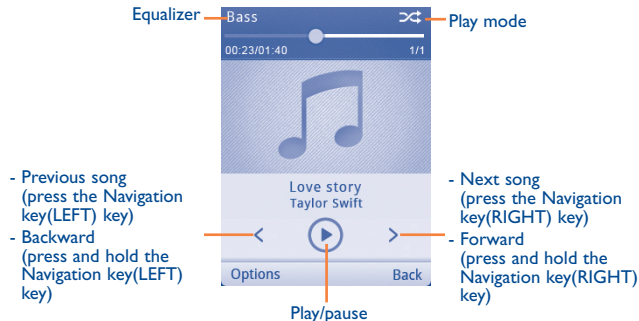 Equalizer
Bass
Play mode
00:23/01:40
1/1
- Previous song
(press the Navigation
key(LEFT) key)
- Backward
(press and hold the
Navigation key(LEFT)
key)
Love story
Taylor Swift
- Next song
(press the Navigation
key(RIGHT) key)
- Forward
(press and hold the
Navigation key(RIGHT)
key)
Options
Back
Play/pause